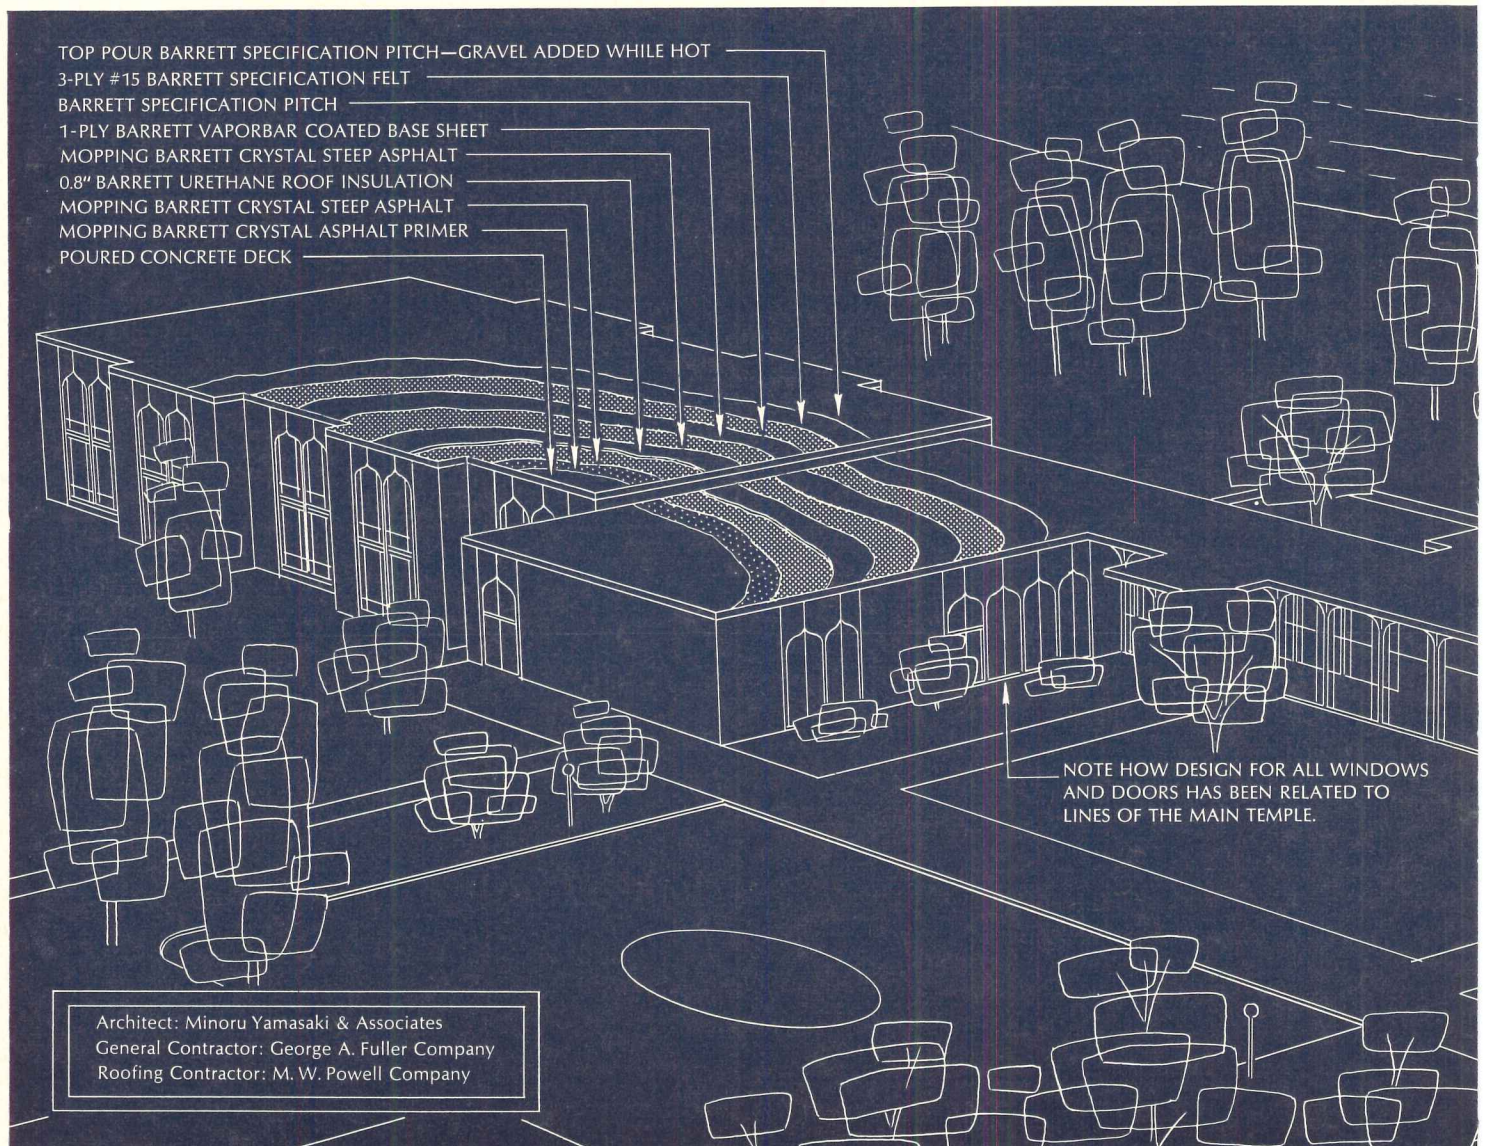 TOP POUR BARRETT SPECIFICATION PITCH—GRAVEL ADDED WHILE HOT
3-PLY #15 BARRETT SPECIFICATION FELT
BARRETT SPECIFICATION PITCH
1-PLY BARRETT VAPORBAR COATED BASE SHEET
MOPPING BARRETT CRYSTAL STEEP ASPHALT
0.8" BARRETT URETHANE ROOF INSULATION
MOPPING BARRETT CRYSTAL STEEP ASPHALT
MOPPING BARRETT CRYSTAL ASPHALT PRIMER
POURED CONCRETE DECK
NOTE HOW DESIGN FOR ALL WINDOWS
AND DOORS HAS BEEN RELATED TO
LINES OF THE MAIN TEMPLE.
Architect: Minoru Yamasaki & Associates
General Contractor: George A. Fuller Company
Roofing Contractor: M. W. Powell Company